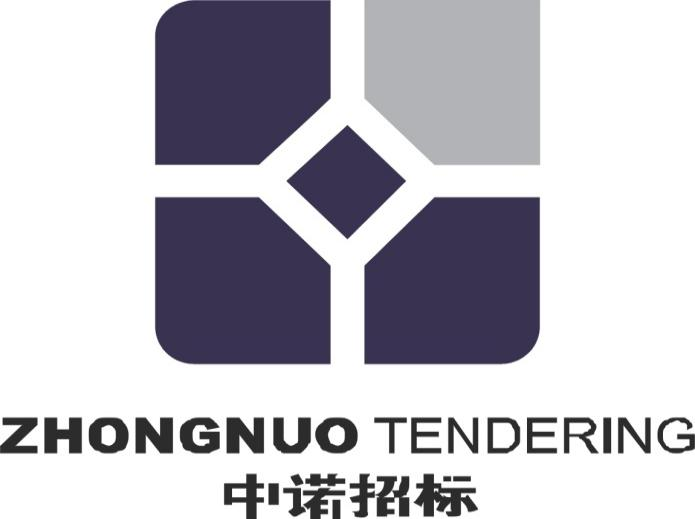 ZHONGNUO TENDERING
中诺招标